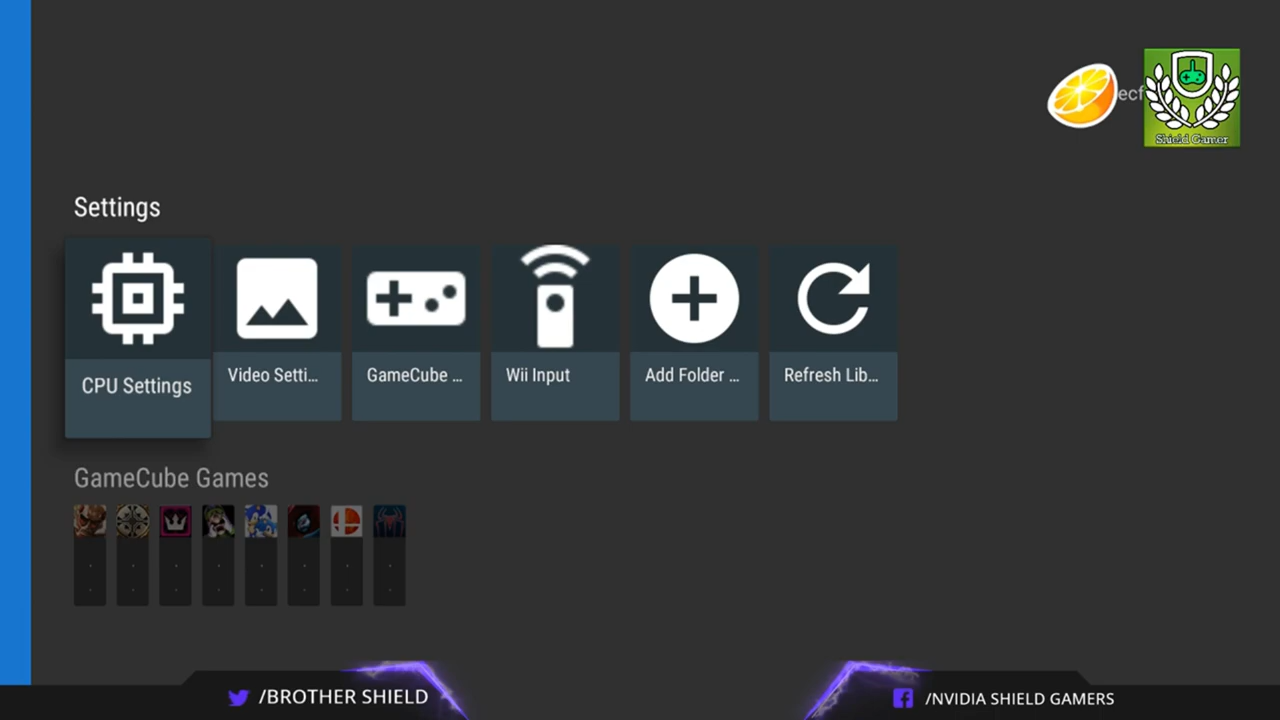 ecf
Shield Gamer
Settings
CPU Settings
Video Setti...
GameCube ...
Wii Input
Add Folder ...
Refresh Lib...
GameCube Games
/BROTHER SHIELD
/NVIDIA SHIELD GAMERS